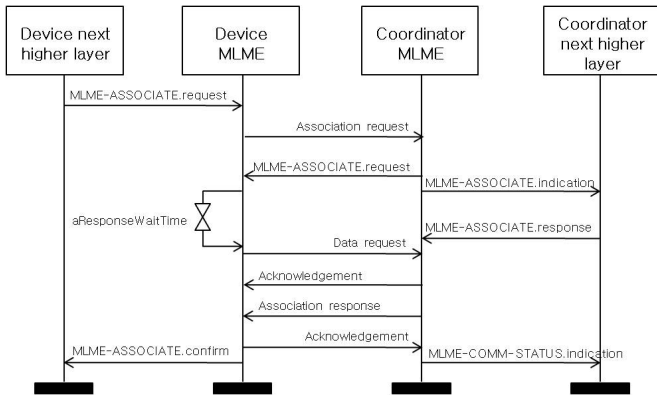 Device next
higher layer
Device
MLME
Coordinator
MLME
Coordinator
next higher
layer
MLME-ASSOCIATE.request
Association request
MLME-ASSOCIATE.request
MLME-ASSOCIATE.indication
aResponseWaitTime
MLME-ASSOCIATE.response
Data request
Acknowledgement
Association response
Acknowledgement
MLME-ASSOCIATE.confirm
MLME-COMM-STATUS.indication